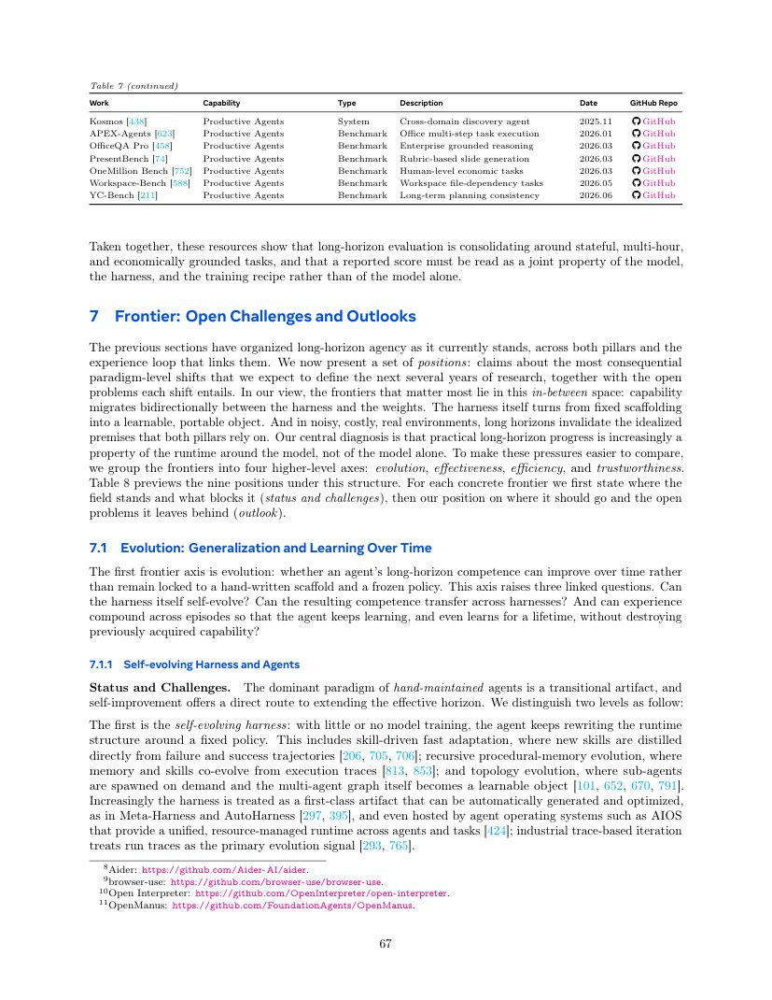 Table 7 (continued)
Work Capability Type Description Date GitHub Repo
Kosmos [438] Productive Agents System Cross-domain discovery agent 2025.11 GitHub
APEX-Agents [623] Productive Agents Benchmark Office multi-step task execution 2026.01 GitHub
OfficeQA Pro [458] Productive Agents Benchmark Enterprise grounded reasoning 2026.03 GitHub
PresentBench [74] Productive Agents Benchmark Rubric-based slide generation 2026.03 GitHub
OneMillion Bench [752] Productive Agents Benchmark Human-level economic tasks 2026.03 GitHub
Workspace-Bench [588] Productive Agents Benchmark Workspace file-dependency tasks 2026.05 GitHub
YC-Bench [211] Productive Agents Benchmark Long-term planning consistency 2026.06 GitHub
Taken together, these resources show that long-horizon evaluation is consolidating around stateful, multi-hour,
and economically grounded tasks, and that a reported score must be read as a joint property of the model,
the harness, and the training recipe rather than of the model alone.
7 Frontier: Open Challenges and Outlooks
The previous sections have organized long-horizon agency as it currently stands, across both pillars and the
experience loop that links them. We now present a set of positions: claims about the most consequential
paradigm-level shifts that we expect to define the next several years of research, together with the open
problems each shift entails. In our view, the frontiers that matter most lie in this in-between space: capability
migrates bidirectionally between the harness and the weights. The harness itself turns from fixed scaffolding
into a learnable, portable object. And in noisy, costly, real environments, long horizons invalidate the idealized
premises that both pillars rely on. Our central diagnosis is that practical long-horizon progress is increasingly a
property of the runtime around the model, not of the model alone. To make these pressures easier to compare,
we group the frontiers into four higher-level axes: evolution, effectiveness, efficiency, and trustworthiness.
Table 8 previews the nine positions under this structure. For each concrete frontier we first state where the
field stands and what blocks it (status and challenges), then our position on where it should go and the open
problems it leaves behind (outlook).
7.1 Evolution: Generalization and Learning Over Time
The first frontier axis is evolution: whether an agent's long-horizon competence can improve over time rather
than remain locked to a hand-written scaffold and a frozen policy. This axis raises three linked questions. Can
the harness itself self-evolve? Can the resulting competence transfer across harnesses? And can experience
compound across episodes so that the agent keeps learning, and even learns for a lifetime, without destroying
previously acquired capability?
7.1.1 Self-evolving Harness and Agents
Status and Challenges. The dominant paradigm of hand-maintained agents is a transitional artifact, and
self-improvement offers a direct route to extending the effective horizon. We distinguish two levels as follow:
The first is the self-evolving harness: with little or no model training, the agent keeps rewriting the runtime
structure around a fixed policy. This includes skill-driven fast adaptation, where new skills are distilled
directly from failure and success trajectories [206, 705, 706]; recursive procedural-memory evolution, where
memory and skills co-evolve from execution traces [813, 853]; and topology evolution, where sub-agents
are spawned on demand and the multi-agent graph itself becomes a learnable object [101, 652, 670, 791].
Increasingly the harness is treated as a first-class artifact that can be automatically generated and optimized,
as in Meta-Harness and AutoHarness [297, 395], and even hosted by agent operating systems such as AIOS
that provide a unified, resource-managed runtime across agents and tasks [424]; industrial trace-based iteration
treats run traces as the primary evolution signal [293, 765].
8Aider: https://github.com/Aider-AI/aider.
9browser-use: https://github.com/browser-use/browser-use.
10Open Interpreter: https://github.com/OpenInterpreter/open-interpreter.
11OpenManus: https://github.com/FoundationAgents/OpenManus.
67